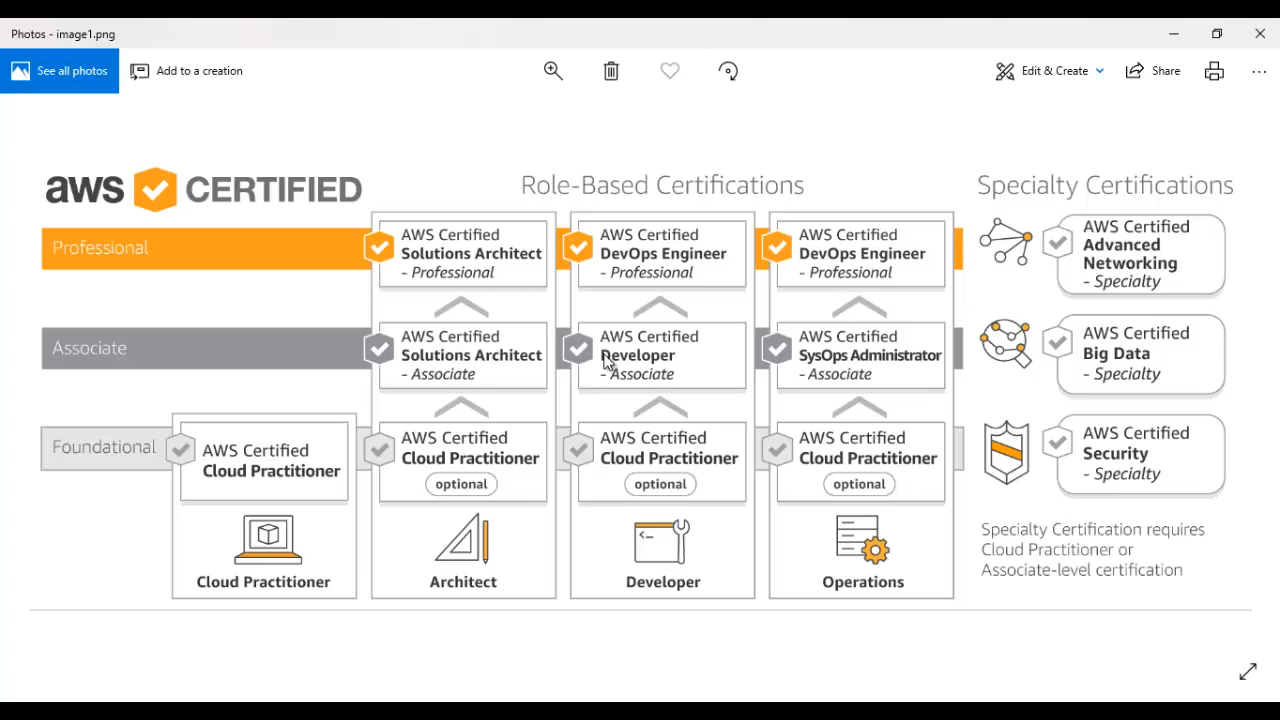 Photos - image1.png
See all photos
Add to a creation
Edit & Create
Share
aws CERTIFIED
Role-Based Certifications
Specialty Certifications
Professional
AWS Certified
Solutions Architect
- Professional
AWS Certified
DevOps Engineer
- Professional
AWS Certified
DevOps Engineer
- Professional
Associate
AWS Certified
Solutions Architect
- Associate
AWS Certified
Developer
- Associate
AWS Certified
SysOps Administrator
- Associate
Foundational
AWS Certified
Cloud Practitioner
AWS Certified
Cloud Practitioner
optional
AWS Certified
Cloud Practitioner
optional
AWS Certified
Cloud Practitioner
optional
Cloud Practitioner
Architect
Developer
Operations
AWS Certified
Advanced
Networking
- Specialty
AWS Certified
Big Data
- Specialty
AWS Certified
Security
- Specialty
Specialty Certification requires
Cloud Practitioner or
Associate-level certification